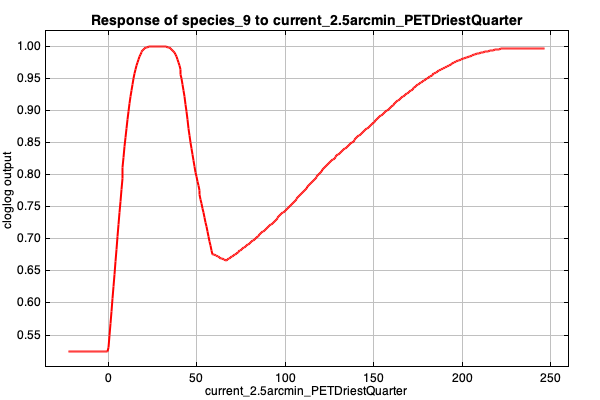 Response of species_9 to current_2.5arcmin_PETDriestQuarter
1.00
0.95
0.90
0.85
0.80
0.75
0.70
0.65
0.60
0.55
cloglog output
0 50 100 150 200 250
current_2.5arcmin_PETDriestQuarter